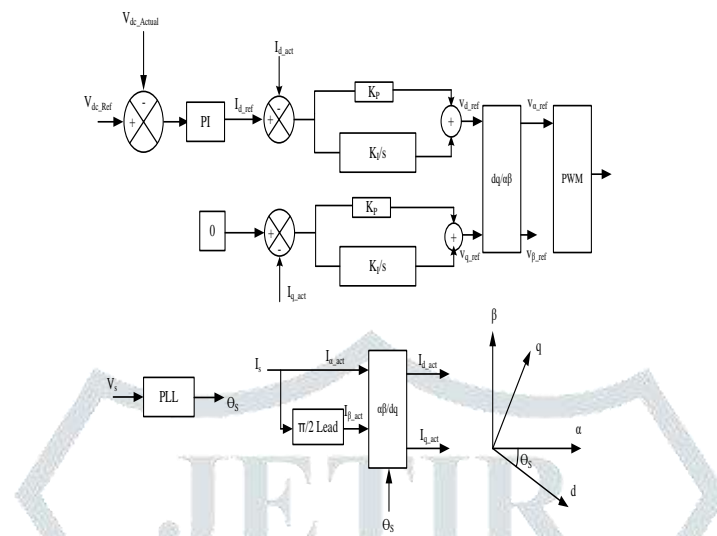 V_dc_Actual
I_d_act
V_dc_Ref
-
+
PI
I_d_ref
-
+
K_P
K_I/s
+
v_d_ref
dq/αβ
v_α_ref
PWM
0
+
-
I_q_act
K_P
K_I/s
+
v_q_ref
v_β_ref
V_s
PLL
Θ_S
I_s
I_α_act
π/2 Lead
I_β_act
αβ/dq
I_d_act
I_q_act
Θ_S
β
q
α
Θ_S
d
JETIR